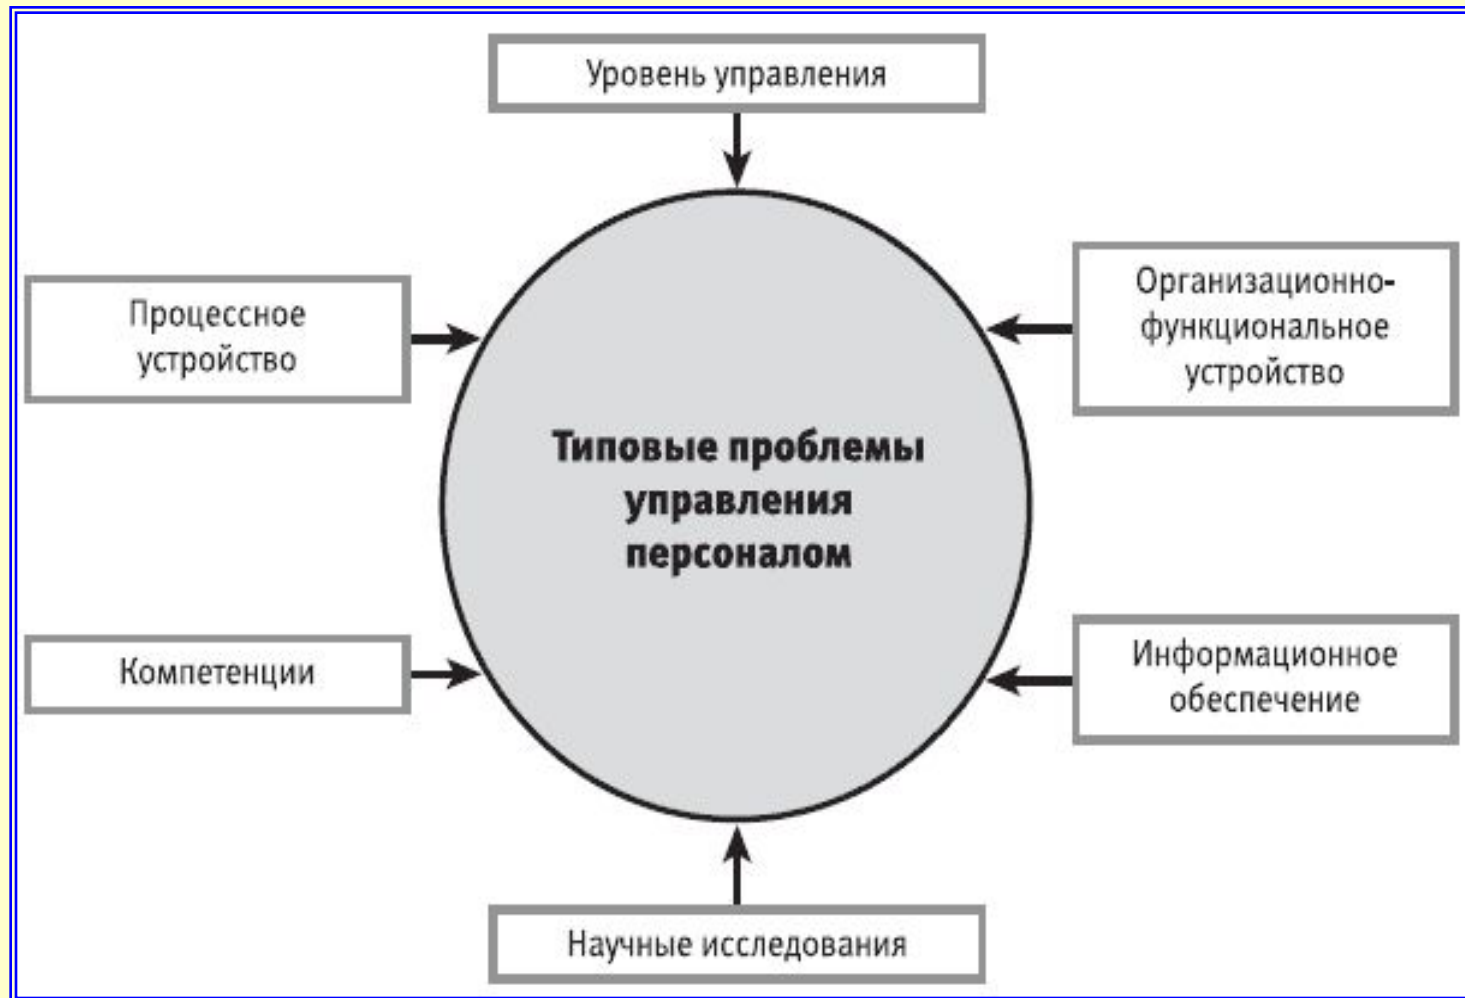 Уровень управления
Процессное
устройство
Организационно-
функциональное
устройство
Типовые проблемы
управления
персоналом
Компетенции
Информационное
обеспечение
Научные исследования